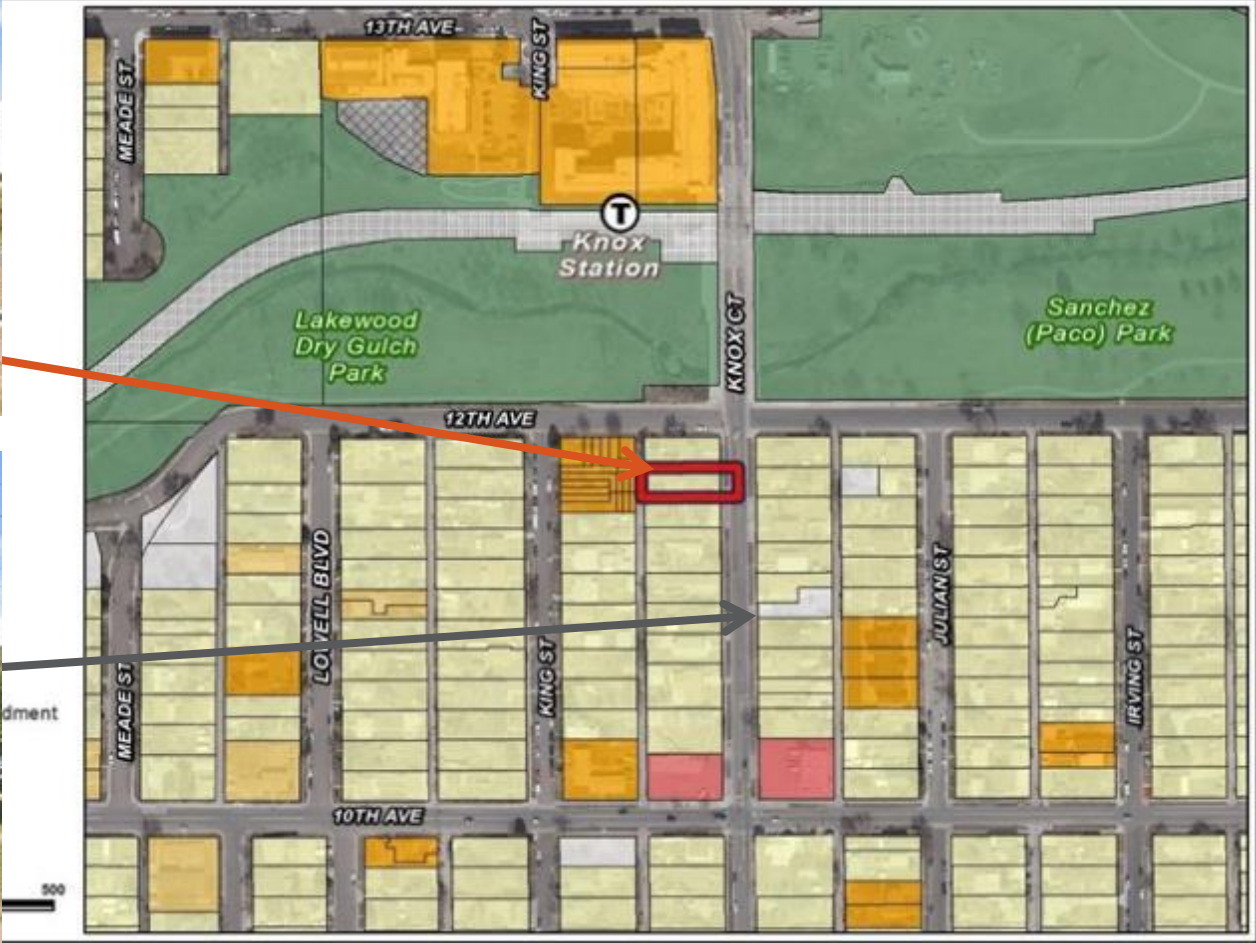 13TH AVE
KING ST
MEADE ST
T
Knox
Station
KNOX CT
Lakewood
Dry Gulch
Park
Sanchez
(Paco) Park
12TH AVE
LOWELL BLVD
JULIAN ST
KING ST
IRVING ST
MEADE ST
dment
10TH AVE
500